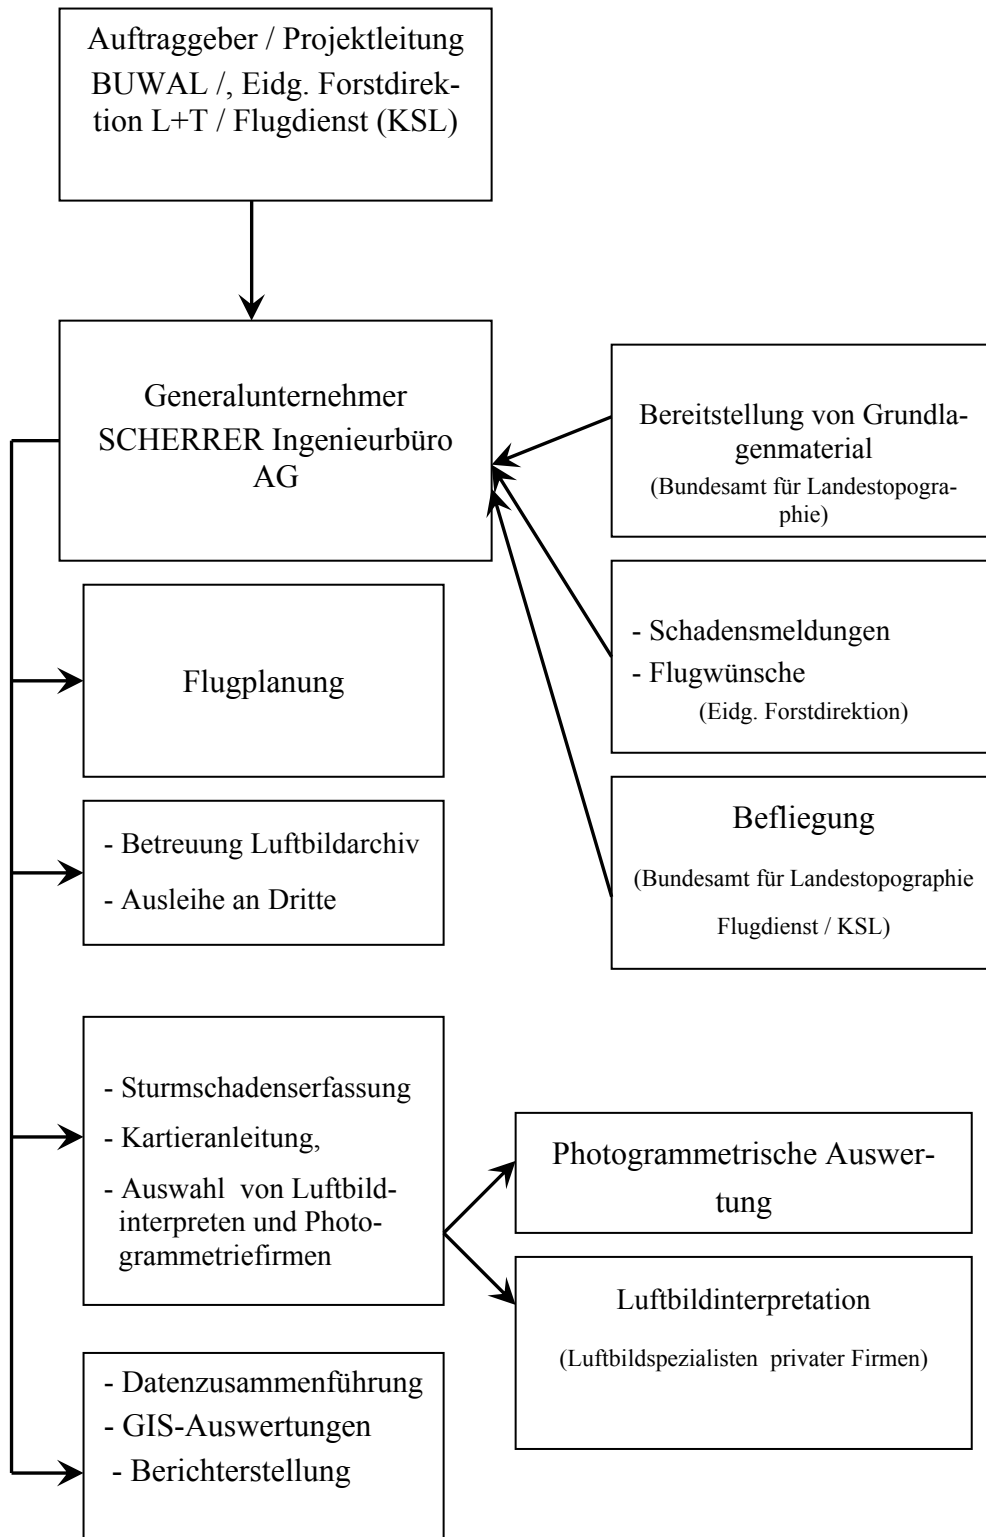 Auftraggeber / Projektleitung
BUWAL /, Eidg. Forstdirek-
tion L+T / Flugdienst (KSL)
Generalunternehmer
SCHERRER Ingenieurbüro
AG
Bereitstellung von Grundla-
genmaterial
(Bundesamt für Landestopogra-
phie)
- Schadensmeldungen
- Flugwünsche
(Eidg. Forstdirektion)
Befliegung
(Bundesamt für Landestopographie
Flugdienst / KSL)
Flugplanung
- Betreuung Luftbildarchiv
- Ausleihe an Dritte
- Sturmschadenserfassung
- Kartieranleitung,
- Auswahl von Luftbild-
interpreten und Photo-
grammetriefirmen
Photogrammetrische Auswer-
tung
Luftbildinterpretation
(Luftbildspezialisten privater Firmen)
- Datenzusammenführung
- GIS-Auswertungen
- Berichterstellung